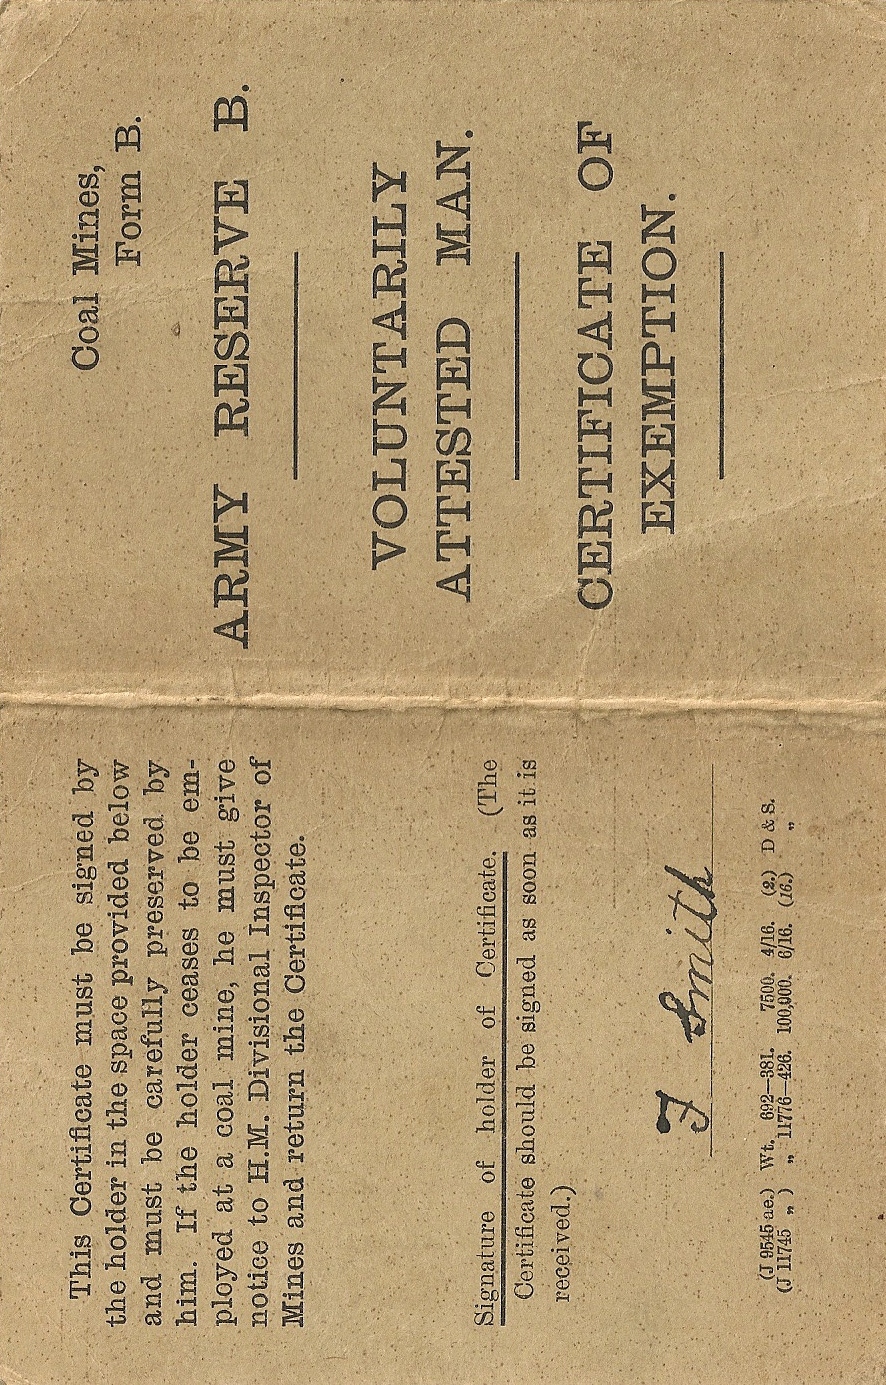 This Certificate must be signed by
the holder in the space provided below
and must be carefully preserved by
him. If the holder ceases to be em-
ployed at a coal mine, he must give
notice to H.M. Divisional Inspector of
Mines and return the Certificate.
Signature of holder of Certificate. (The
Certificate should be signed as soon as it is
received.)
J Smith
(J 9545 ae.) Wt. 692—381. 7500. 4/16. (2.) D & S.
(J 11745 „ ) „ 11776—426. 100,000. 6/16. (16.) „
Coal Mines,
Form B.
ARMY RESERVE B.
VOLUNTARILY
ATTESTED MAN.
CERTIFICATE OF
EXEMPTION.